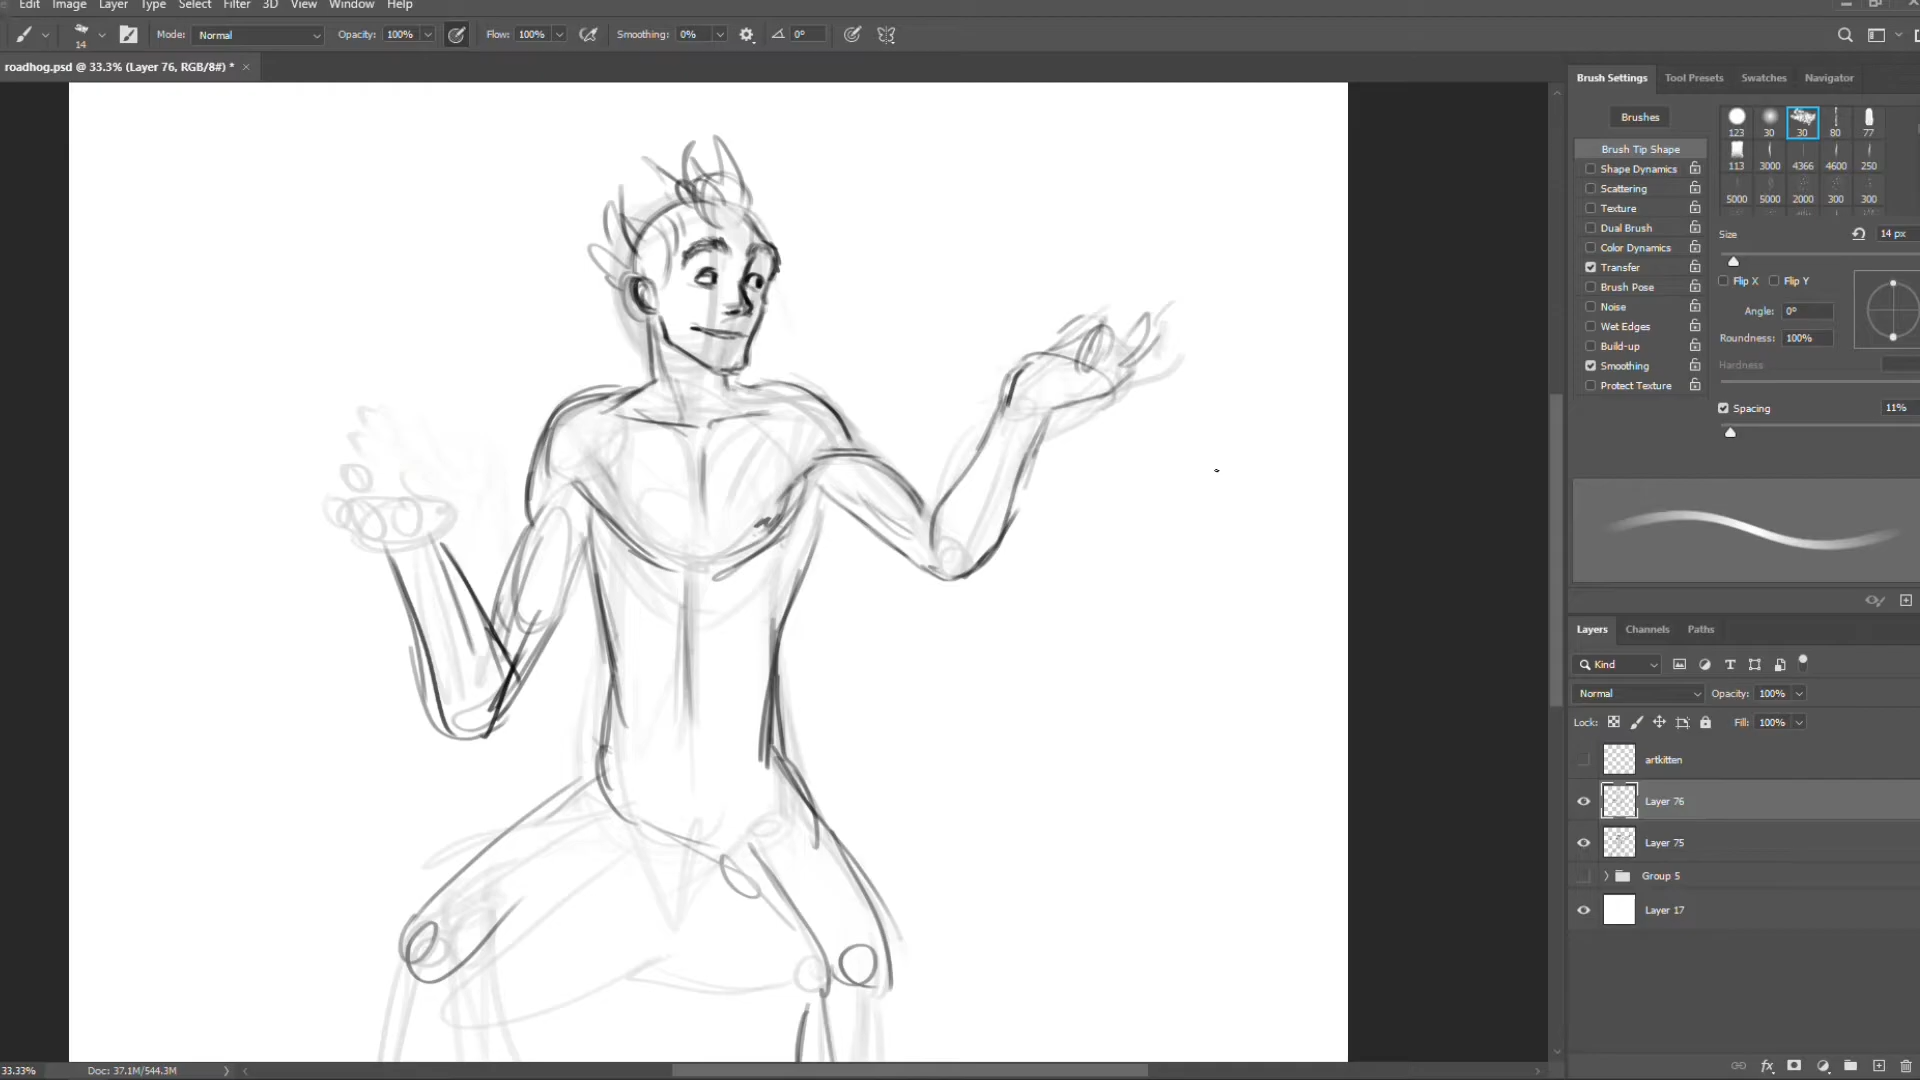 Edit Image Layer Type Select Filter 3D View Window Help
14 Mode: Normal Opacity: 100% Flow: 100% Smoothing: 0% 0°
roadhog.psd @ 33.3% (Layer 76, RGB/8#) * ×
Brush Settings Tool Presets Swatches Navigator
Brushes
123 30 30 80 77
113 3000 4366 4600 250
5000 5000 2000 300 300
Brush Tip Shape
Shape Dynamics
Scattering
Texture
Dual Brush
Color Dynamics
Transfer
Brush Pose
Noise
Wet Edges
Build-up
Smoothing
Protect Texture
Size 14 px
Flip X Flip Y
Angle: 0°
Roundness: 100%
Hardness
Spacing 11%
Layers Channels Paths
Kind
Normal Opacity: 100%
Lock: Fill: 100%
artkitten
Layer 76
Layer 75
Group 5
Layer 17
33.33% Doc: 37.1M/544.3M